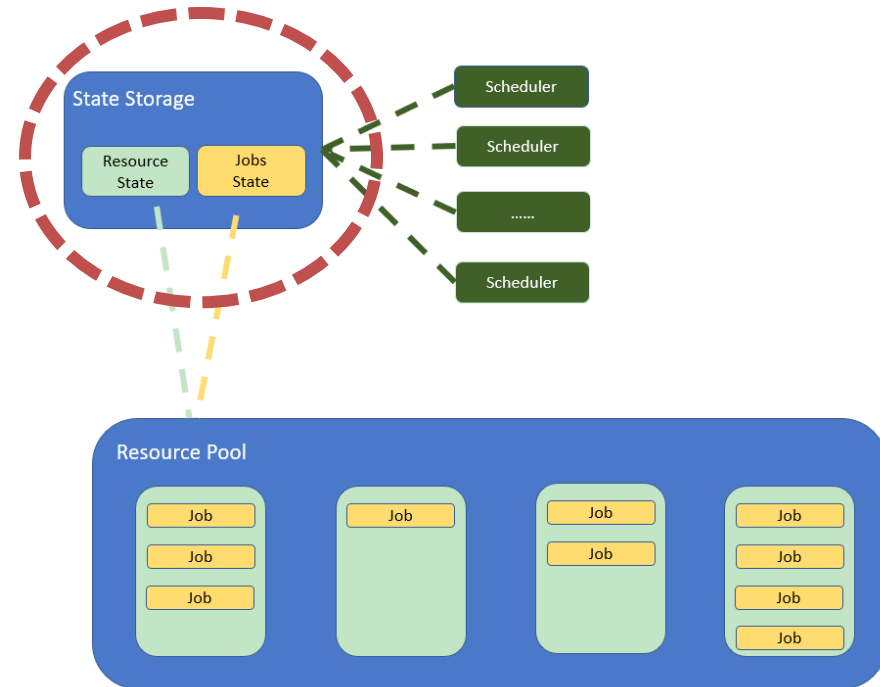 State Storage
Resource
State
Jobs
State
Scheduler
Scheduler
......
Scheduler
Resource Pool
Job
Job
Job
Job
Job
Job
Job
Job
Job
Job